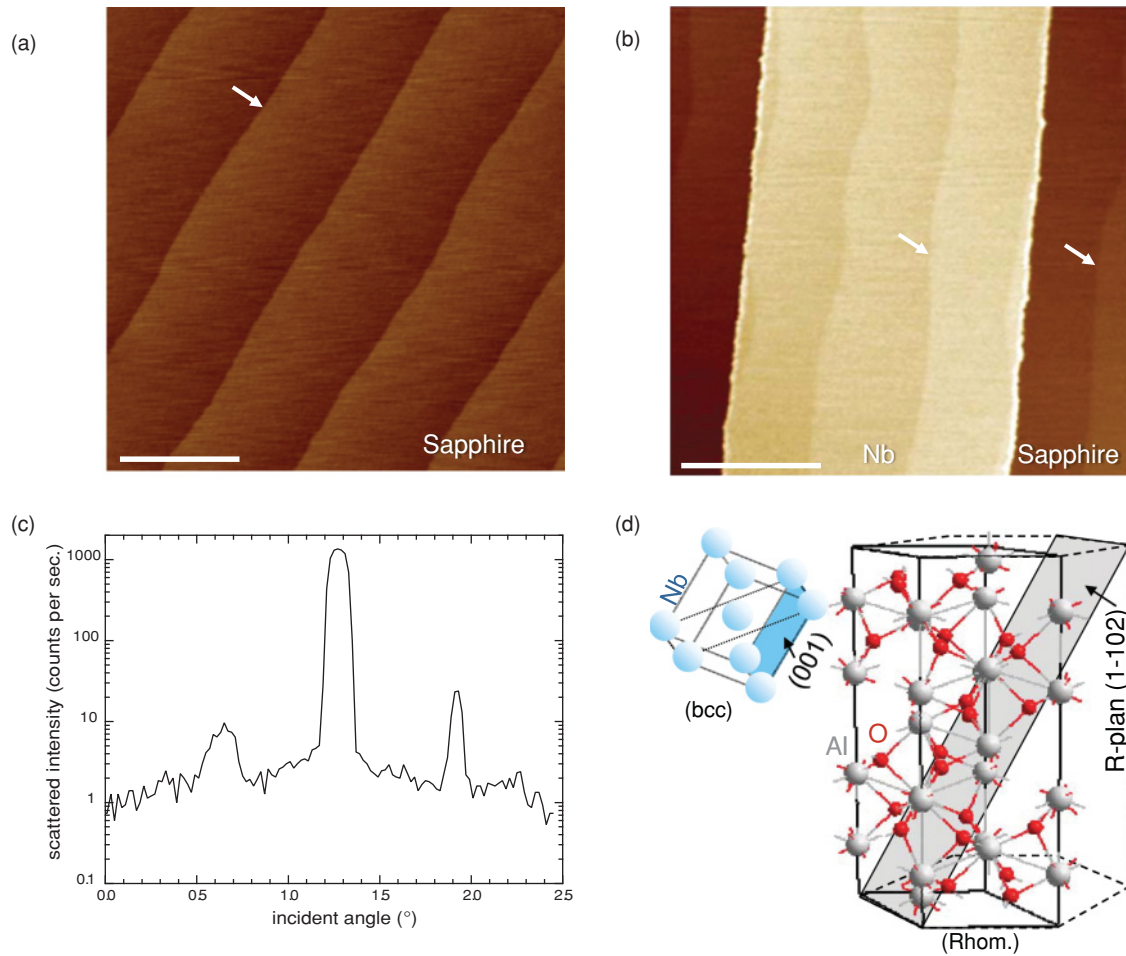 (a)
Sapphire
(b)
Nb
Sapphire
(c)
scattered intensity (counts per sec.)
1000
100
10
1
0.1
0.0
0.5
1.0
1.5
2.0
2.5
incident angle (°)
(d)
Nb
(001)
(bcc)
Al
O
R-plan (1-102)
(Rhom.)